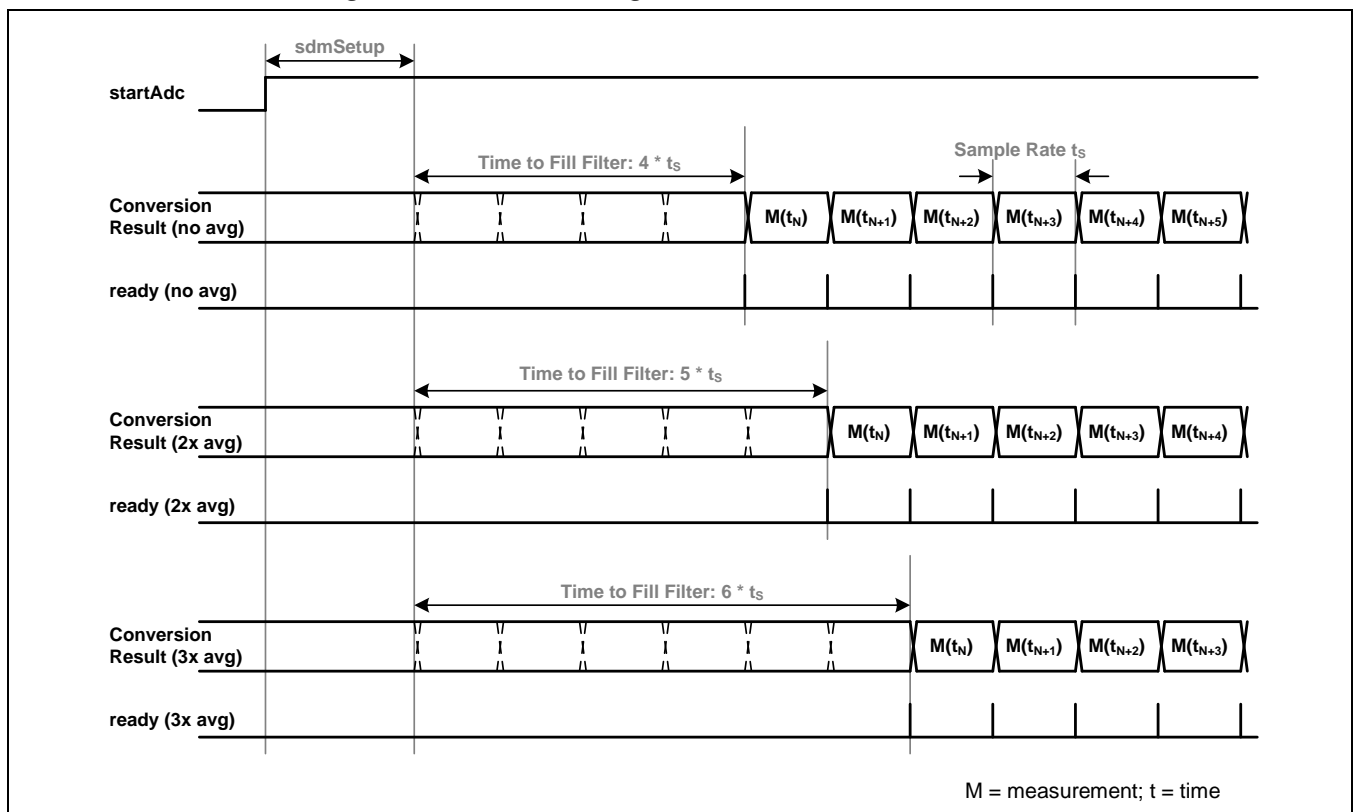 sdmSetup
startAdc
Time to Fill Filter: 4 * tS
Sample Rate tS
Conversion
Result (no avg)
M(tN) M(tN+1) M(tN+2) M(tN+3) M(tN+4) M(tN+5)
ready (no avg)
Time to Fill Filter: 5 * tS
Conversion
Result (2x avg)
M(tN) M(tN+1) M(tN+2) M(tN+3) M(tN+4)
ready (2x avg)
Time to Fill Filter: 6 * tS
Conversion
Result (3x avg)
M(tN) M(tN+1) M(tN+2) M(tN+3)
ready (3x avg)
M = measurement; t = time